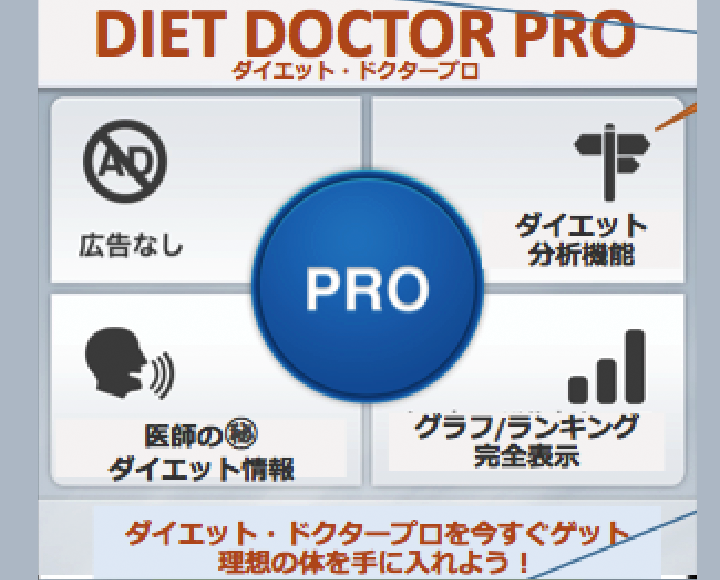 DIET DOCTOR PRO
ダイエット・ドクタープロ
AD
広告なし
ダイエット
分析機能
PRO
医師の㊙
ダイエット情報
グラフ/ランキング
完全表示
ダイエット・ドクタープロを今すぐゲット
理想の体を手に入れよう！